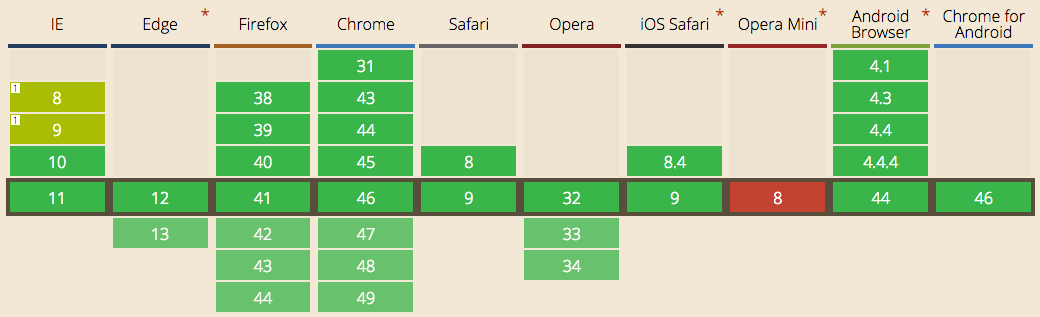 IE Edge * Firefox Chrome Safari Opera iOS Safari * Opera Mini * Android Browser * Chrome for Android
31 4.1
1 8 38 43 4.3
1 9 39 44 4.4
10 40 45 8 8.4 4.4.4
11 12 41 46 9 32 9 8 44 46
13 42 47 33
43 48 34
44 49